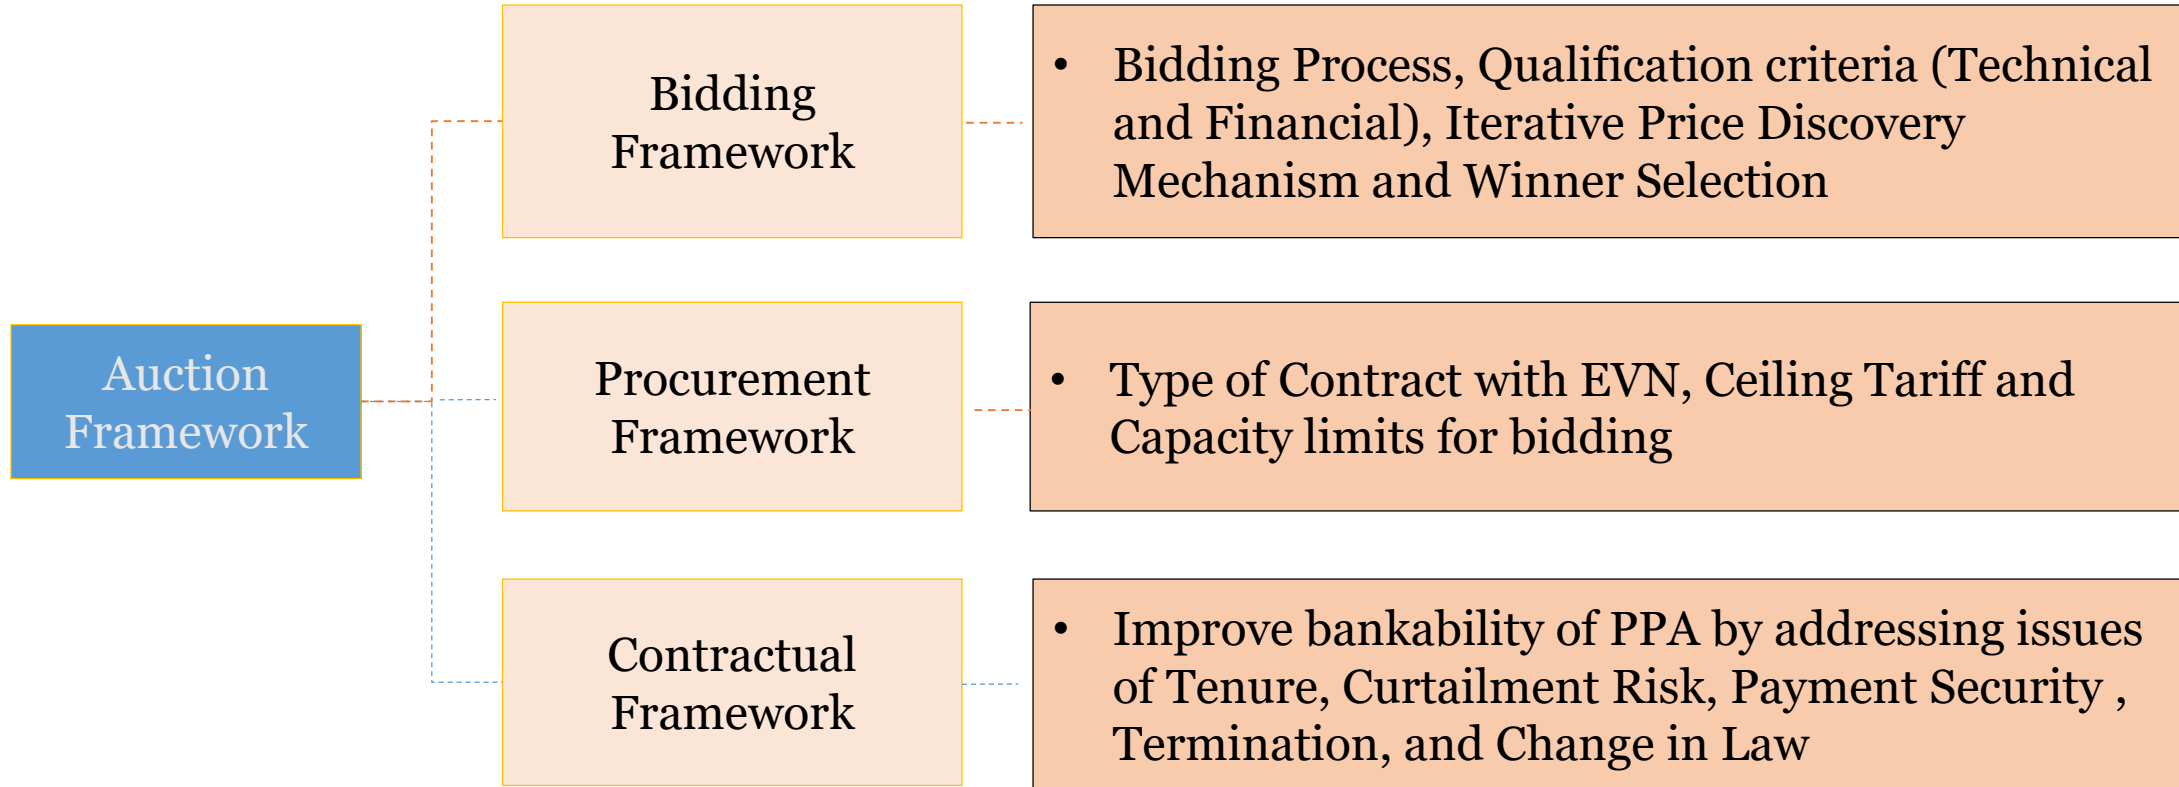 Auction
Framework
Bidding
Framework
• Bidding Process, Qualification criteria (Technical
and Financial), Iterative Price Discovery
Mechanism and Winner Selection
Procurement
Framework
• Type of Contract with EVN, Ceiling Tariff and
Capacity limits for bidding
Contractual
Framework
• Improve bankability of PPA by addressing issues
of Tenure, Curtailment Risk, Payment Security ,
Termination, and Change in Law